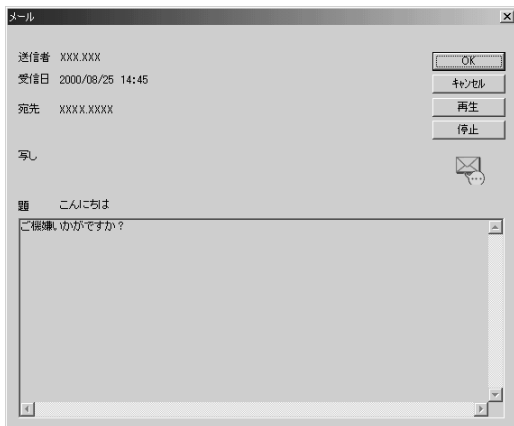 メール
送信者 XXX.XXX
受信日 2000/08/25 14:45
宛先 XXXX.XXXX
写し
題 こんにちは
ご機嫌いかがですか？
OK
キャンセル
再生
停止